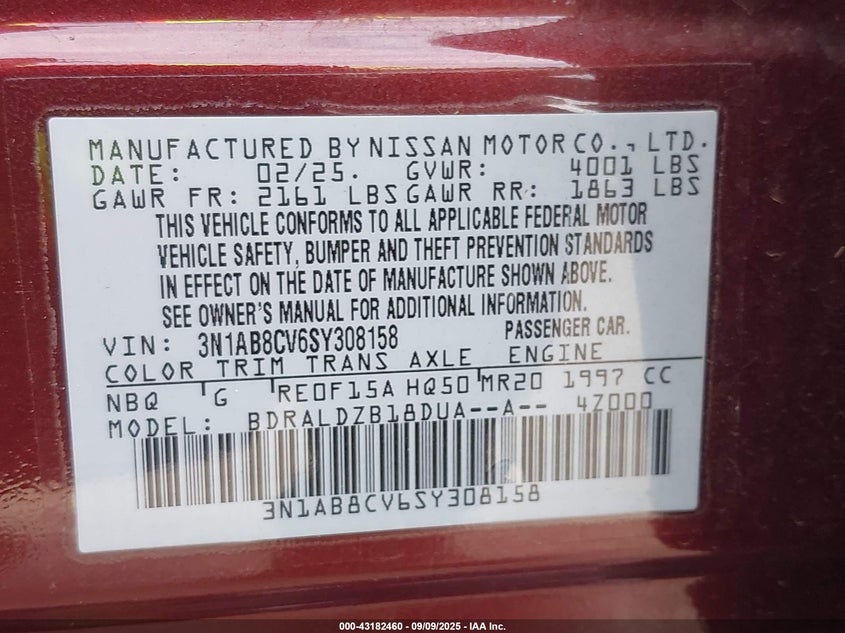 MANUFACTURED BY NISSAN MOTOR CO., LTD.
DATE: 02/25. GVWR: 4001 LBS
GAWR FR: 2161 LBS GAWR RR: 1863 LBS
THIS VEHICLE CONFORMS TO ALL APPLICABLE FEDERAL MOTOR
VEHICLE SAFETY, BUMPER AND THEFT PREVENTION STANDARDS
IN EFFECT ON THE DATE OF MANUFACTURE SHOWN ABOVE.
SEE OWNER'S MANUAL FOR ADDITIONAL INFORMATION.
VIN: 3N1AB8CV6SY308158 PASSENGER CAR.
COLOR TRIM TRANS AXLE ENGINE
NBQ G RE0F15A HQ50 MR20 1997 CC
MODEL: BDRALDZB18DUA--A-- 4Z000
3N1AB8CV6SY308158
000-43182460 - 09/09/2025 - IAA Inc.